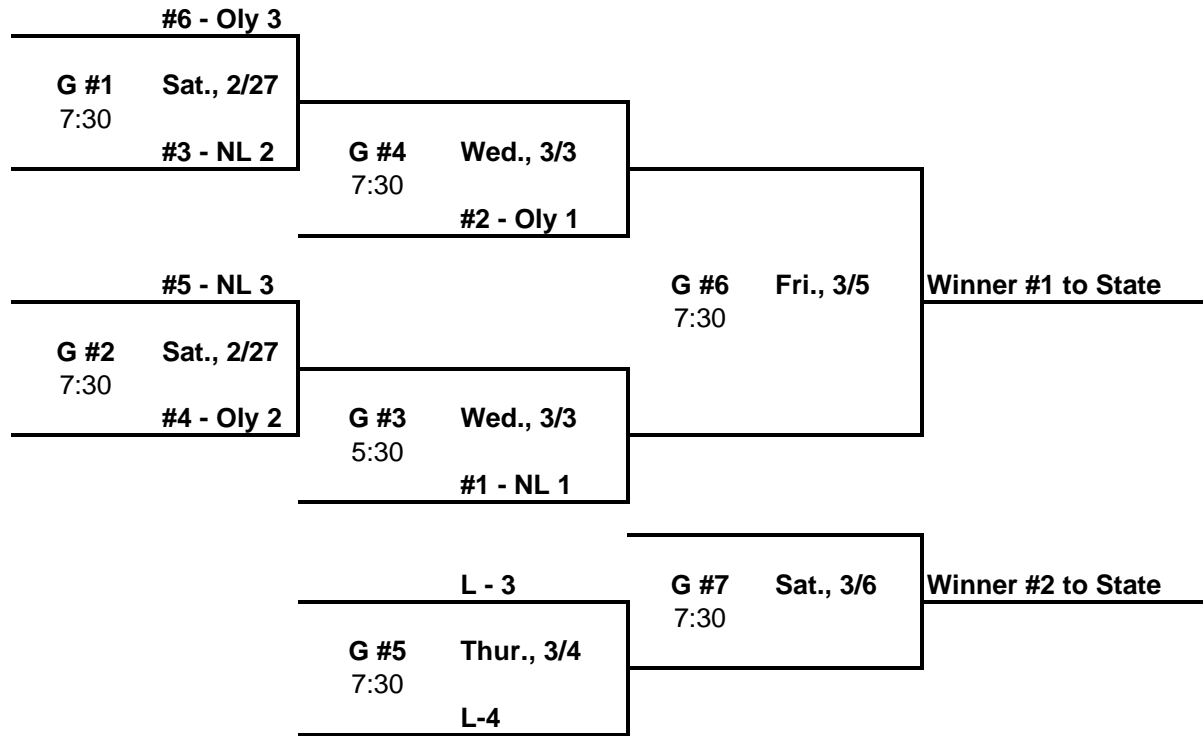 #6 - Oly 3
G #1 Sat., 2/27
7:30
#3 - NL 2
G #4 Wed., 3/3
7:30
#2 - Oly 1
#5 - NL 3
G #6 Fri., 3/5 Winner #1 to State
7:30
G #2 Sat., 2/27
7:30
#4 - Oly 2
G #3 Wed., 3/3
5:30
#1 - NL 1
L - 3
G #7 Sat., 3/6 Winner #2 to State
7:30
G #5 Thur., 3/4
7:30
L-4